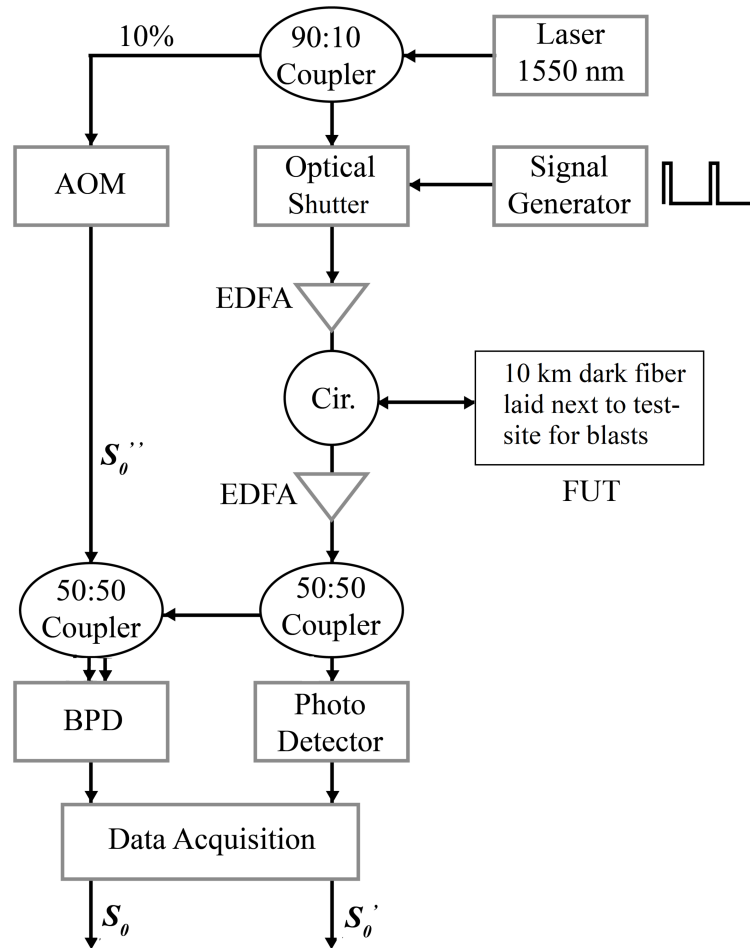 10%
90:10
Coupler
Laser
1550 nm
AOM
Optical
Shutter
Signal
Generator
EDFA
Cir.
10 km dark fiber
laid next to test-
site for blasts
FUT
S₀’’
EDFA
50:50
Coupler
50:50
Coupler
BPD
Photo
Detector
Data Acquisition
S₀
S₀’